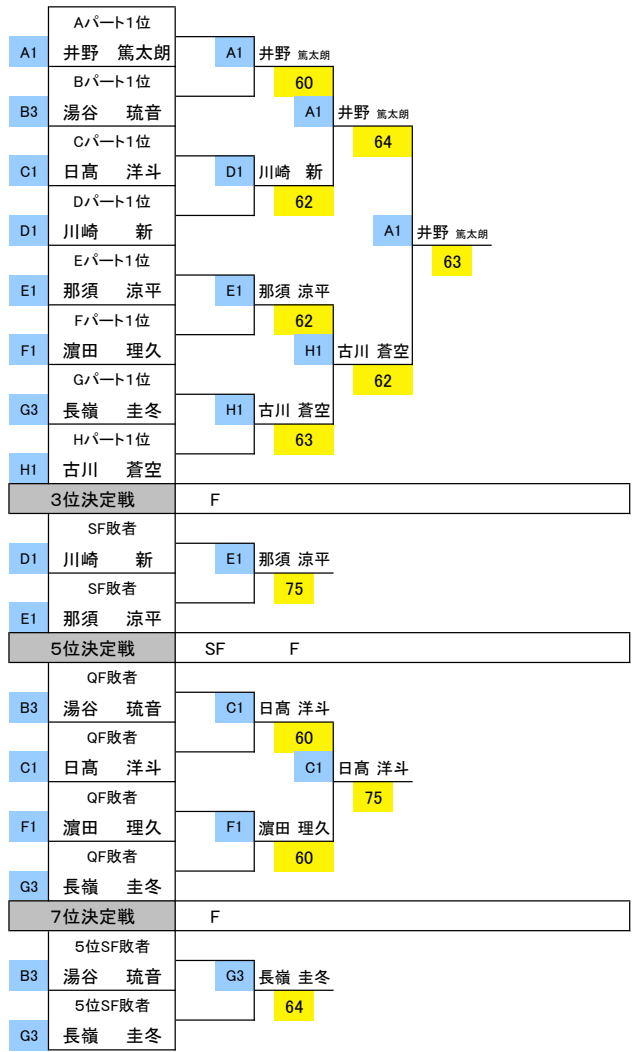 Aパート1位
A1 井野 篤太朗 A1 井野 篤太朗
Bパート1位 60
B3 湯谷 琉音 A1 井野 篤太朗
Cパート1位 64
C1 日髙 洋斗 D1 川崎 新
Dパート1位 62
D1 川崎 新 A1 井野 篤太朗
Eパート1位 63
E1 那須 涼平 E1 那須 涼平
Fパート1位 62
F1 濵田 理久 H1 古川 蒼空
Gパート1位 62
G3 長嶺 圭冬 H1 古川 蒼空
Hパート1位 63
H1 古川 蒼空
3位決定戦 F
SF敗者
D1 川崎 新 E1 那須 涼平
SF敗者 75
E1 那須 涼平
5位決定戦 SF F
QF敗者
B3 湯谷 琉音 C1 日髙 洋斗
QF敗者 60
C1 日髙 洋斗 C1 日髙 洋斗
QF敗者 75
F1 濵田 理久 F1 濵田 理久
QF敗者 60
G3 長嶺 圭冬
7位決定戦 F
5位SF敗者
B3 湯谷 琉音 G3 長嶺 圭冬
5位SF敗者 64
G3 長嶺 圭冬